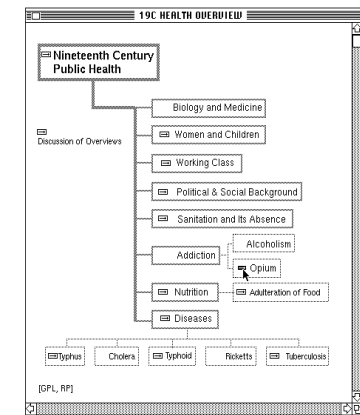 19C HEALTH OVERVIEW
Nineteenth Century
Public Health
Biology and Medicine
Discussion of Overviews
Women and Children
Working Class
Political & Social Background
Sanitation and Its Absence
Alcoholism
Addiction
Opium
Nutrition
Adulteration of Food
Diseases
Typhus
Cholera
Typhoid
Ricketts
Tuberculosis
[GPL, RP]